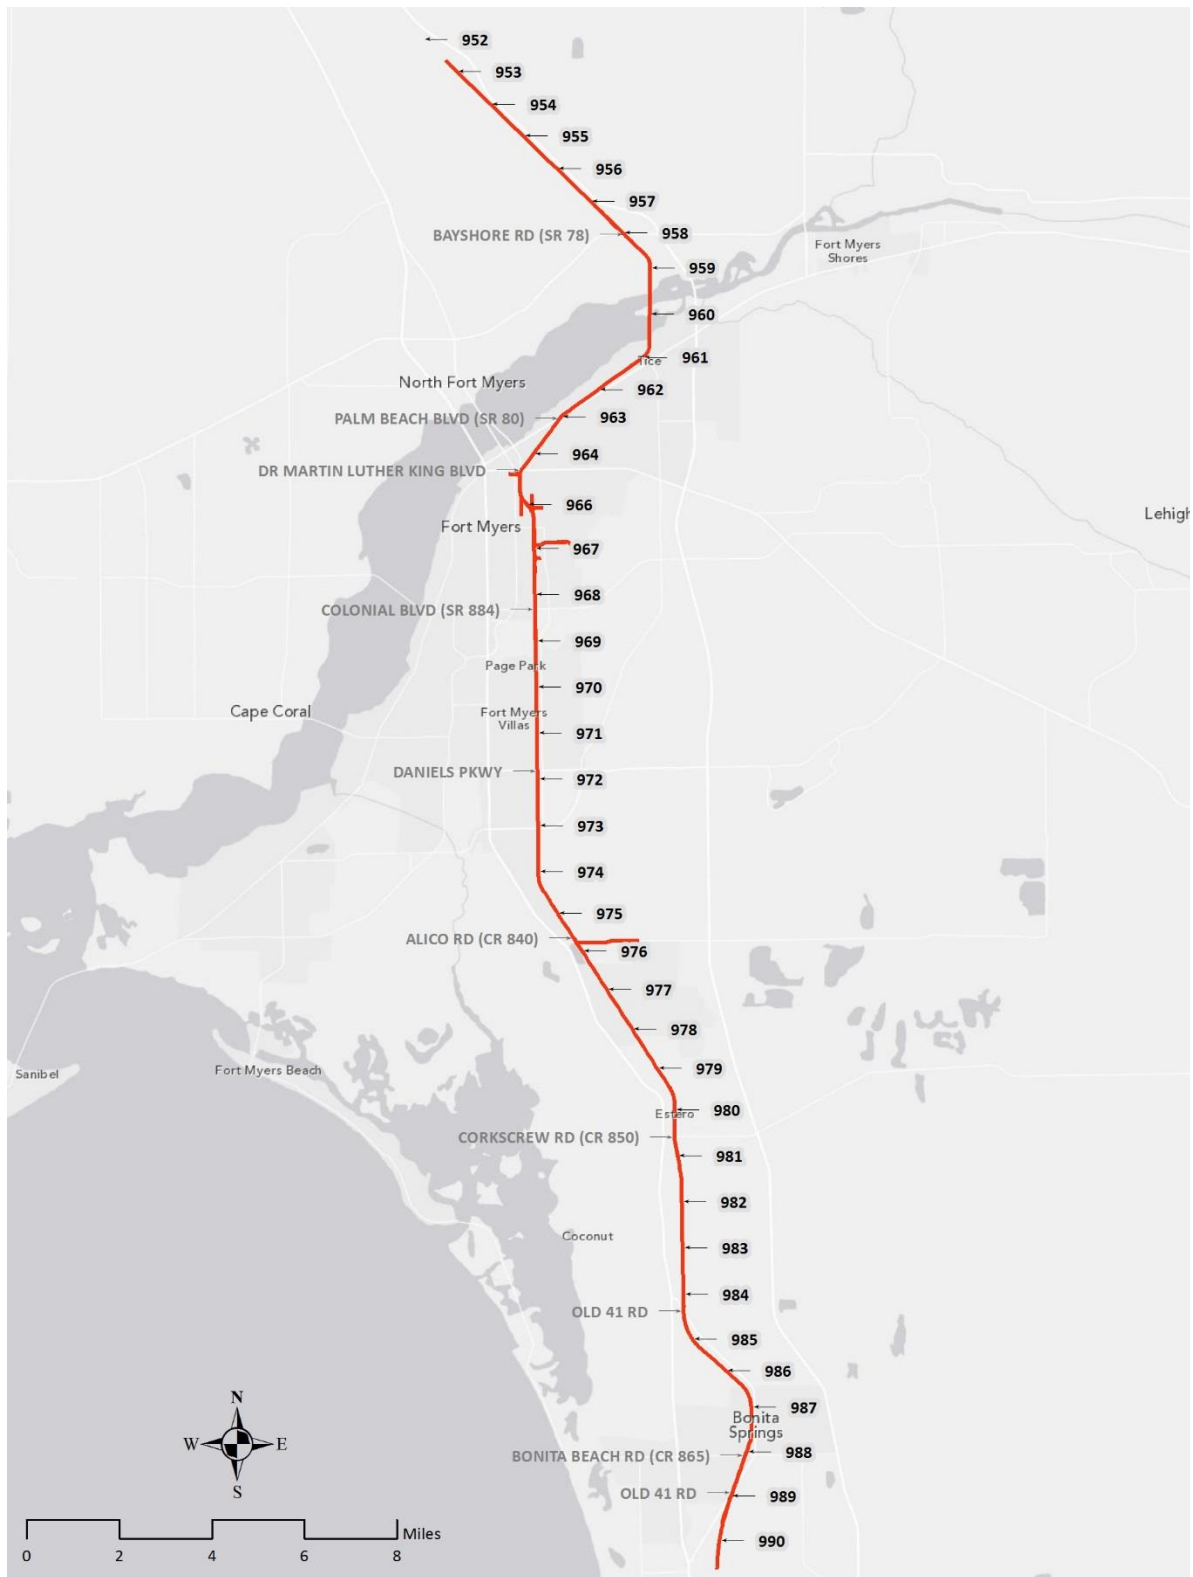 952
953
954
955
956
957
BAYSHORE RD (SR 78)
958
Fort Myers
Shores
959
960
961
Tice
North Fort Myers
962
PALM BEACH BLVD (SR 80)
963
964
DR MARTIN LUTHER KING BLVD
966
Lehigh
Fort Myers
967
968
COLONIAL BLVD (SR 884)
969
Page Park
970
Cape Coral
Fort Myers
Villas
971
DANIELS PKWY
972
973
974
975
ALICO RD (CR 840)
976
977
978
979
Sanibel
Fort Myers Beach
980
Estero
CORKSCREW RD (CR 850)
981
982
Coconut
983
984
OLD 41 RD
985
986
987
Bonita
Springs
988
BONITA BEACH RD (CR 865)
OLD 41 RD
989
990
N
W
E
S
Miles
0
2
4
6
8